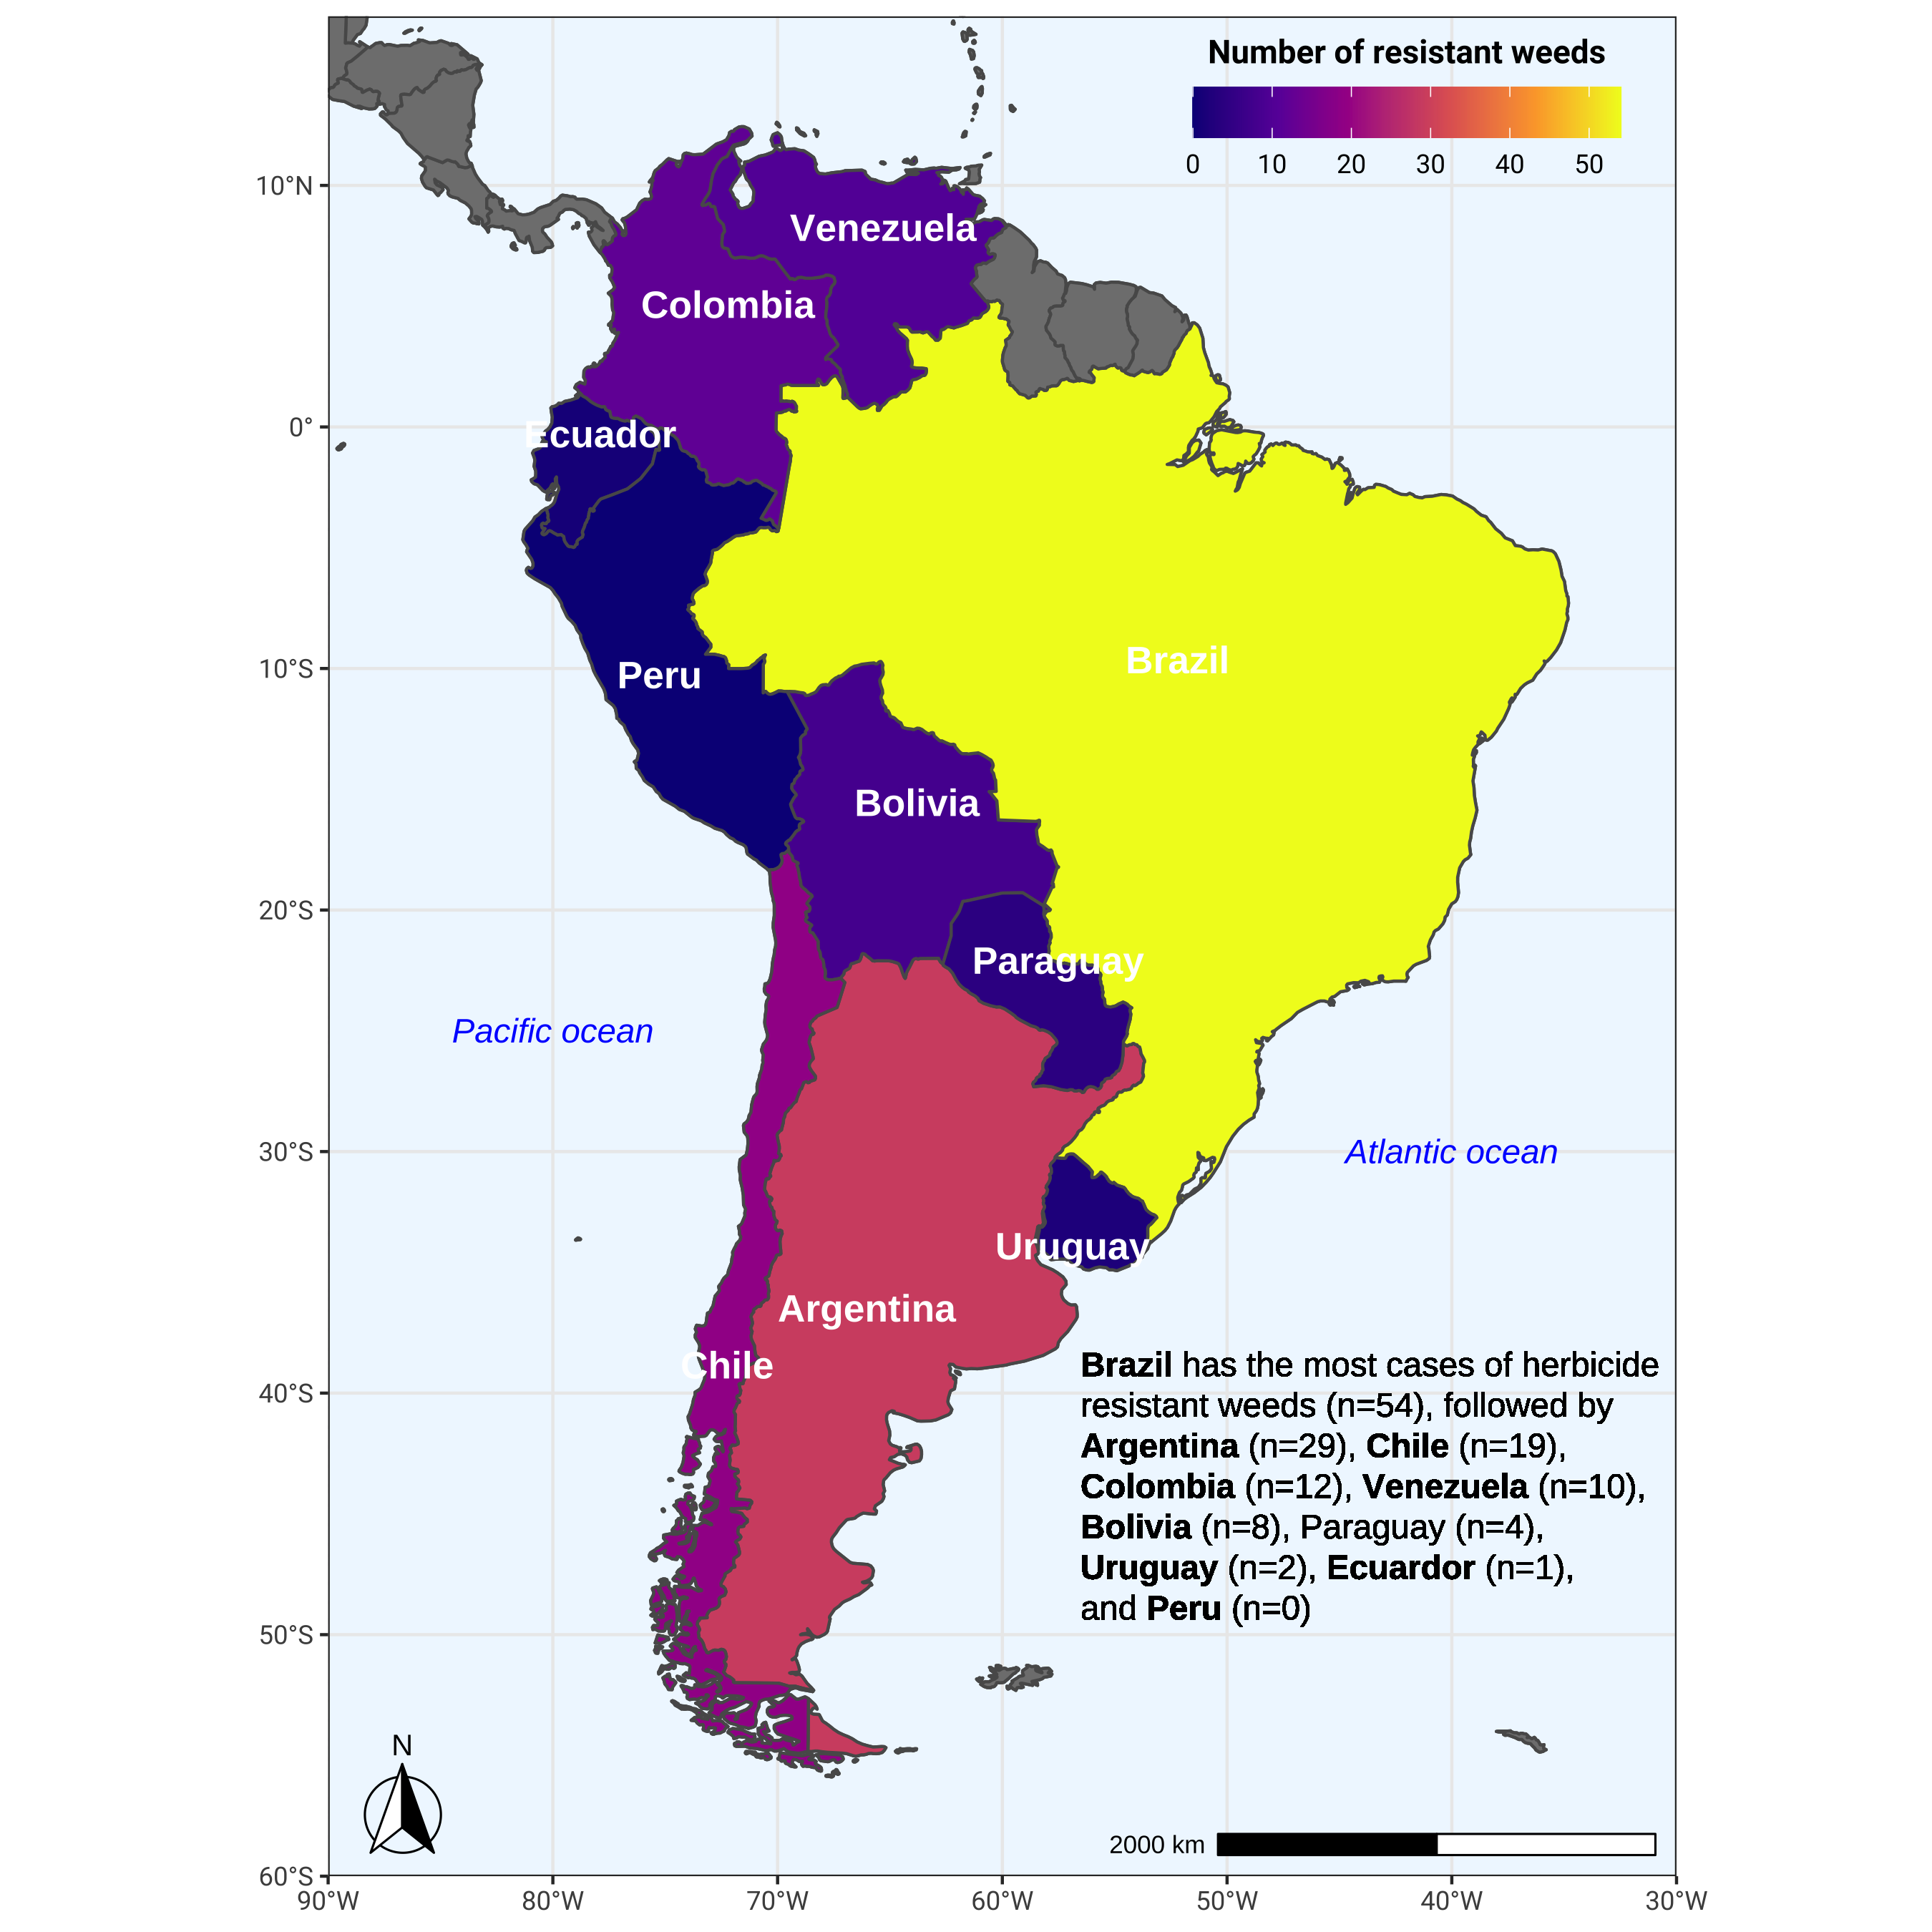 Number of resistant weeds
0 10 20 30 40 50
10°N
0°
10°S
20°S
30°S
40°S
50°S
60°S
Venezuela
Colombia
Ecuador
Peru
Brazil
Bolivia
Paraguay
Pacific ocean
Atlantic ocean
Uruguay
Argentina
Chile
Brazil has the most cases of herbicide
resistant weeds (n=54), followed by
Argentina (n=29), Chile (n=19),
Colombia (n=12), Venezuela (n=10),
Bolivia (n=8), Paraguay (n=4),
Uruguay (n=2), Ecuardor (n=1),
and Peru (n=0)
N
2000 km
90°W 80°W 70°W 60°W 50°W 40°W 30°W